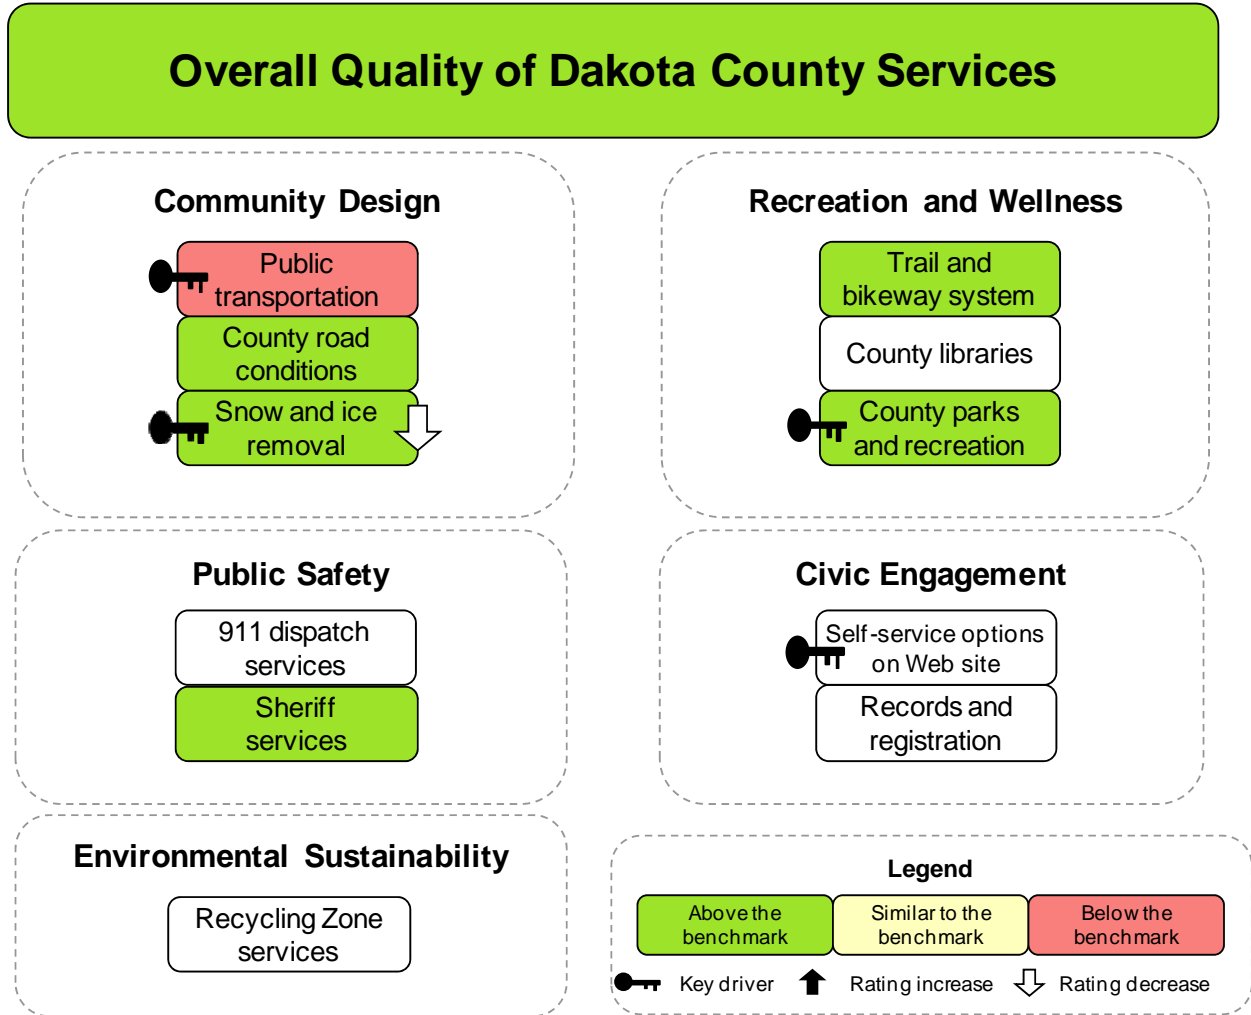 Overall Quality of Dakota County Services
Community Design
Public
transportation
County road
conditions
Snow and ice
removal
Recreation and Wellness
Trail and
bikeway system
County libraries
County parks
and recreation
Public Safety
911 dispatch
services
Sheriff
services
Civic Engagement
Self-service options
on Web site
Records and
registration
Environmental Sustainability
Recycling Zone
services
Legend
Above the
benchmark
Similar to the
benchmark
Below the
benchmark
Key driver
Rating increase
Rating decrease